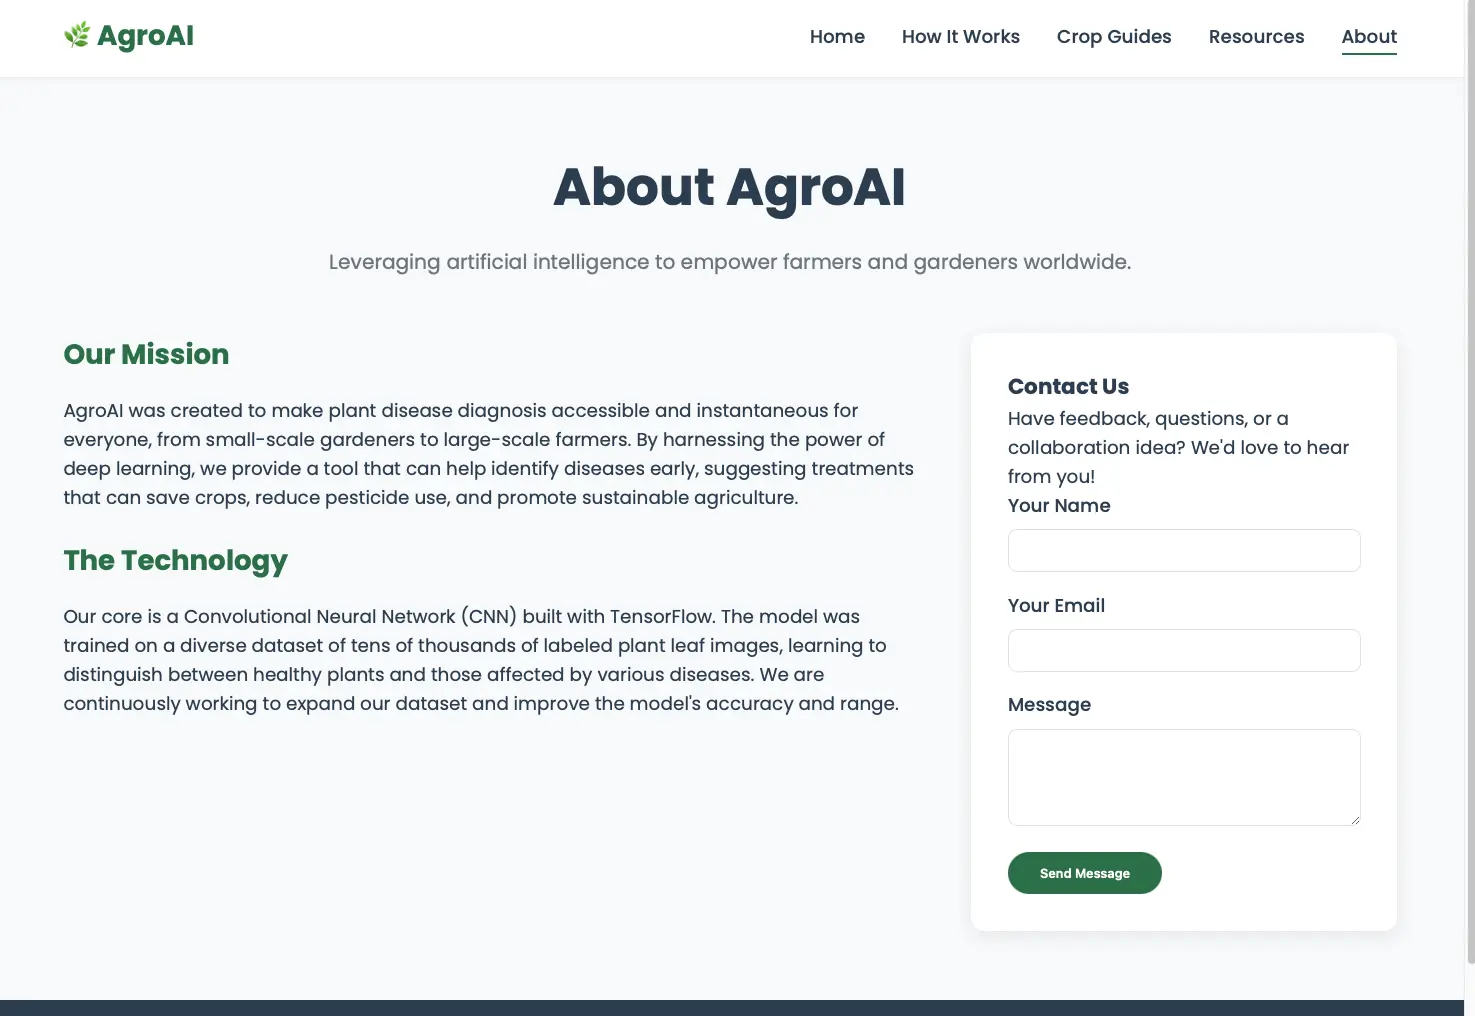 AgroAI
Home
How It Works
Crop Guides
Resources
About
About AgroAI
Leveraging artificial intelligence to empower farmers and gardeners worldwide.
Our Mission
AgroAI was created to make plant disease diagnosis accessible and instantaneous for
everyone, from small-scale gardeners to large-scale farmers. By harnessing the power of
deep learning, we provide a tool that can help identify diseases early, suggesting treatments
that can save crops, reduce pesticide use, and promote sustainable agriculture.
The Technology
Our core is a Convolutional Neural Network (CNN) built with TensorFlow. The model was
trained on a diverse dataset of tens of thousands of labeled plant leaf images, learning to
distinguish between healthy plants and those affected by various diseases. We are
continuously working to expand our dataset and improve the model's accuracy and range.
Contact Us
Have feedback, questions, or a
collaboration idea? We'd love to hear
from you!
Your Name
Your Email
Message
Send Message